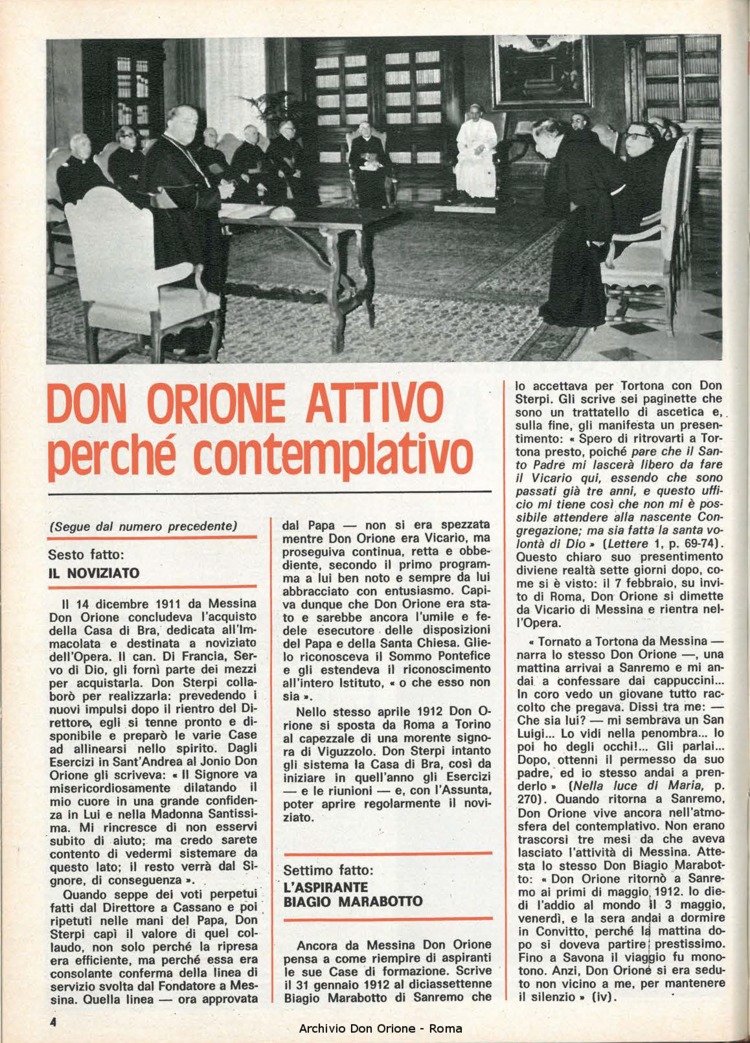 DON ORIONE ATTIVO
perché contemplativo
(Segue dal numero precedente)
Sesto fatto:
IL NOVIZIATO
Il 14 dicembre 1911 da Messina
Don Orione concludeva l'acquisto
della Casa di Bra, dedicata all'Im-
macolata e destinata a noviziato
dell'Opera. Il can. Di Francia, Ser-
vo di Dio, gli fornì parte dei mezzi
per acquistarla. Don Sterpi colla-
borò per realizzarla: prevedendo i
nuovi impulsi dopo il rientro del Di-
rettore, egli si tenne pronto e di-
sponibile e preparò le varie Case
ad allinearsi nello spirito. Dagli
Esercizi in Sant'Andrea al Jonio Don
Orione gli scriveva: « Il Signore va
misericordiosamente dilatando il
mio cuore in una grande confiden-
za in Lui e nella Madonna Santissi-
ma. Mi rincresce di non esservi
subito di aiuto; ma credo sarete
contento di vedermi sistemare da
questo lato; il resto verrà dal Si-
gnore, di conseguenza ».
Quando seppe dei voti perpetui
fatti dal Direttore a Cassano e poi
ripetuti nelle mani del Papa, Don
Sterpi capì il valore di quel col-
laudo, non solo perché la ripresa
era efficiente, ma perché essa era
consolante conferma della linea di
servizio svolta dal Fondatore a Mes-
sina. Quella linea — ora approvata
dal Papa — non si era spezzata
mentre Don Orione era Vicario, ma
proseguiva continua, retta e obbe-
diente, secondo il primo program-
ma a lui ben noto e sempre da lui
abbracciato con entusiasmo. Capi-
va dunque che Don Orione era sta-
to e sarebbe ancora l'umile e fe-
dele esecutore delle disposizioni
del Papa e della Santa Chiesa. Glie-
lo riconosceva il Sommo Pontefice
e gli estendeva il riconoscimento
all'intero Istituto, « o che esso non
sia ».
Nello stesso aprile 1912 Don O-
rione si sposta da Roma a Torino
al capezzale di una morente signo-
ra di Viguzzolo. Don Sterpi intanto
gli sistema la Casa di Bra, così da
iniziare in quell'anno gli Esercizi
— e le riunioni — e, con l'Assunta,
poter aprire regolarmente il novi-
ziato.
Settimo fatto:
L'ASPIRANTE
BIAGIO MARABOTTO
Ancora da Messina Don Orione
pensa a come riempire di aspiranti
le sue Case di formazione. Scrive
il 31 gennaio 1912 al diciassettenne
Biagio Marabotto di Sanremo che
lo accettava per Tortona con Don
Sterpi. Gli scrive sei paginette che
sono un trattatello di ascetica e,
sulla fine, gli manifesta un presen-
timento: « Spero di ritrovarti a Tor-
tona presto, poiché pare che il San-
to Padre mi lascerà libero da fare
il Vicario qui, essendo che sono
passati già tre anni, e questo uffi-
cio mi tiene così che non mi è pos-
sibile attendere alla nascente Con-
gregazione; ma sia fatta la santa vo-
lontà di Dio » (Lettere 1, p. 69-74).
Questo chiaro suo presentimento
diviene realtà sette giorni dopo, co-
me si è visto: il 7 febbraio, su invi-
to di Roma, Don Orione si dimette
da Vicario di Messina e rientra nel-
l'Opera.
« Tornato a Tortona da Messina —
narra lo stesso Don Orione —, una
mattina arrivai a Sanremo e mi an-
dai a confessare dai cappuccini...
In coro vedo un giovane tutto rac-
colto che pregava. Dissi tra me: —
Che sia lui? — mi sembrava un San
Luigi... Lo vidi nella penombra... Io
poi ho degli occhi!... Gli parlai...
Dopo, ottenni il permesso da suo
padre, ed io stesso andai a pren-
derlo » (Nella luce di Maria, p.
270). Quando ritorna a Sanremo,
Don Orione vive ancora nell'atmo-
sfera del contemplativo. Non erano
trascorsi tre mesi da che aveva
lasciato l'attività di Messina. Atte-
sta lo stesso Don Biagio Marabot-
to: « Don Orione ritornò a Sanre-
mo ai primi di maggio 1912. Io die-
di l'addio al mondo il 3 maggio,
venerdì, e la sera andai a dormire
in Convitto, perché la mattina do-
po si doveva partire prestissimo.
Fino a Savona il viaggio fu mono-
tono. Anzi, Don Orione si era sedu-
to non vicino a me, per mantenere
il silenzio » (iv).
4
Archivio Don Orione - Roma